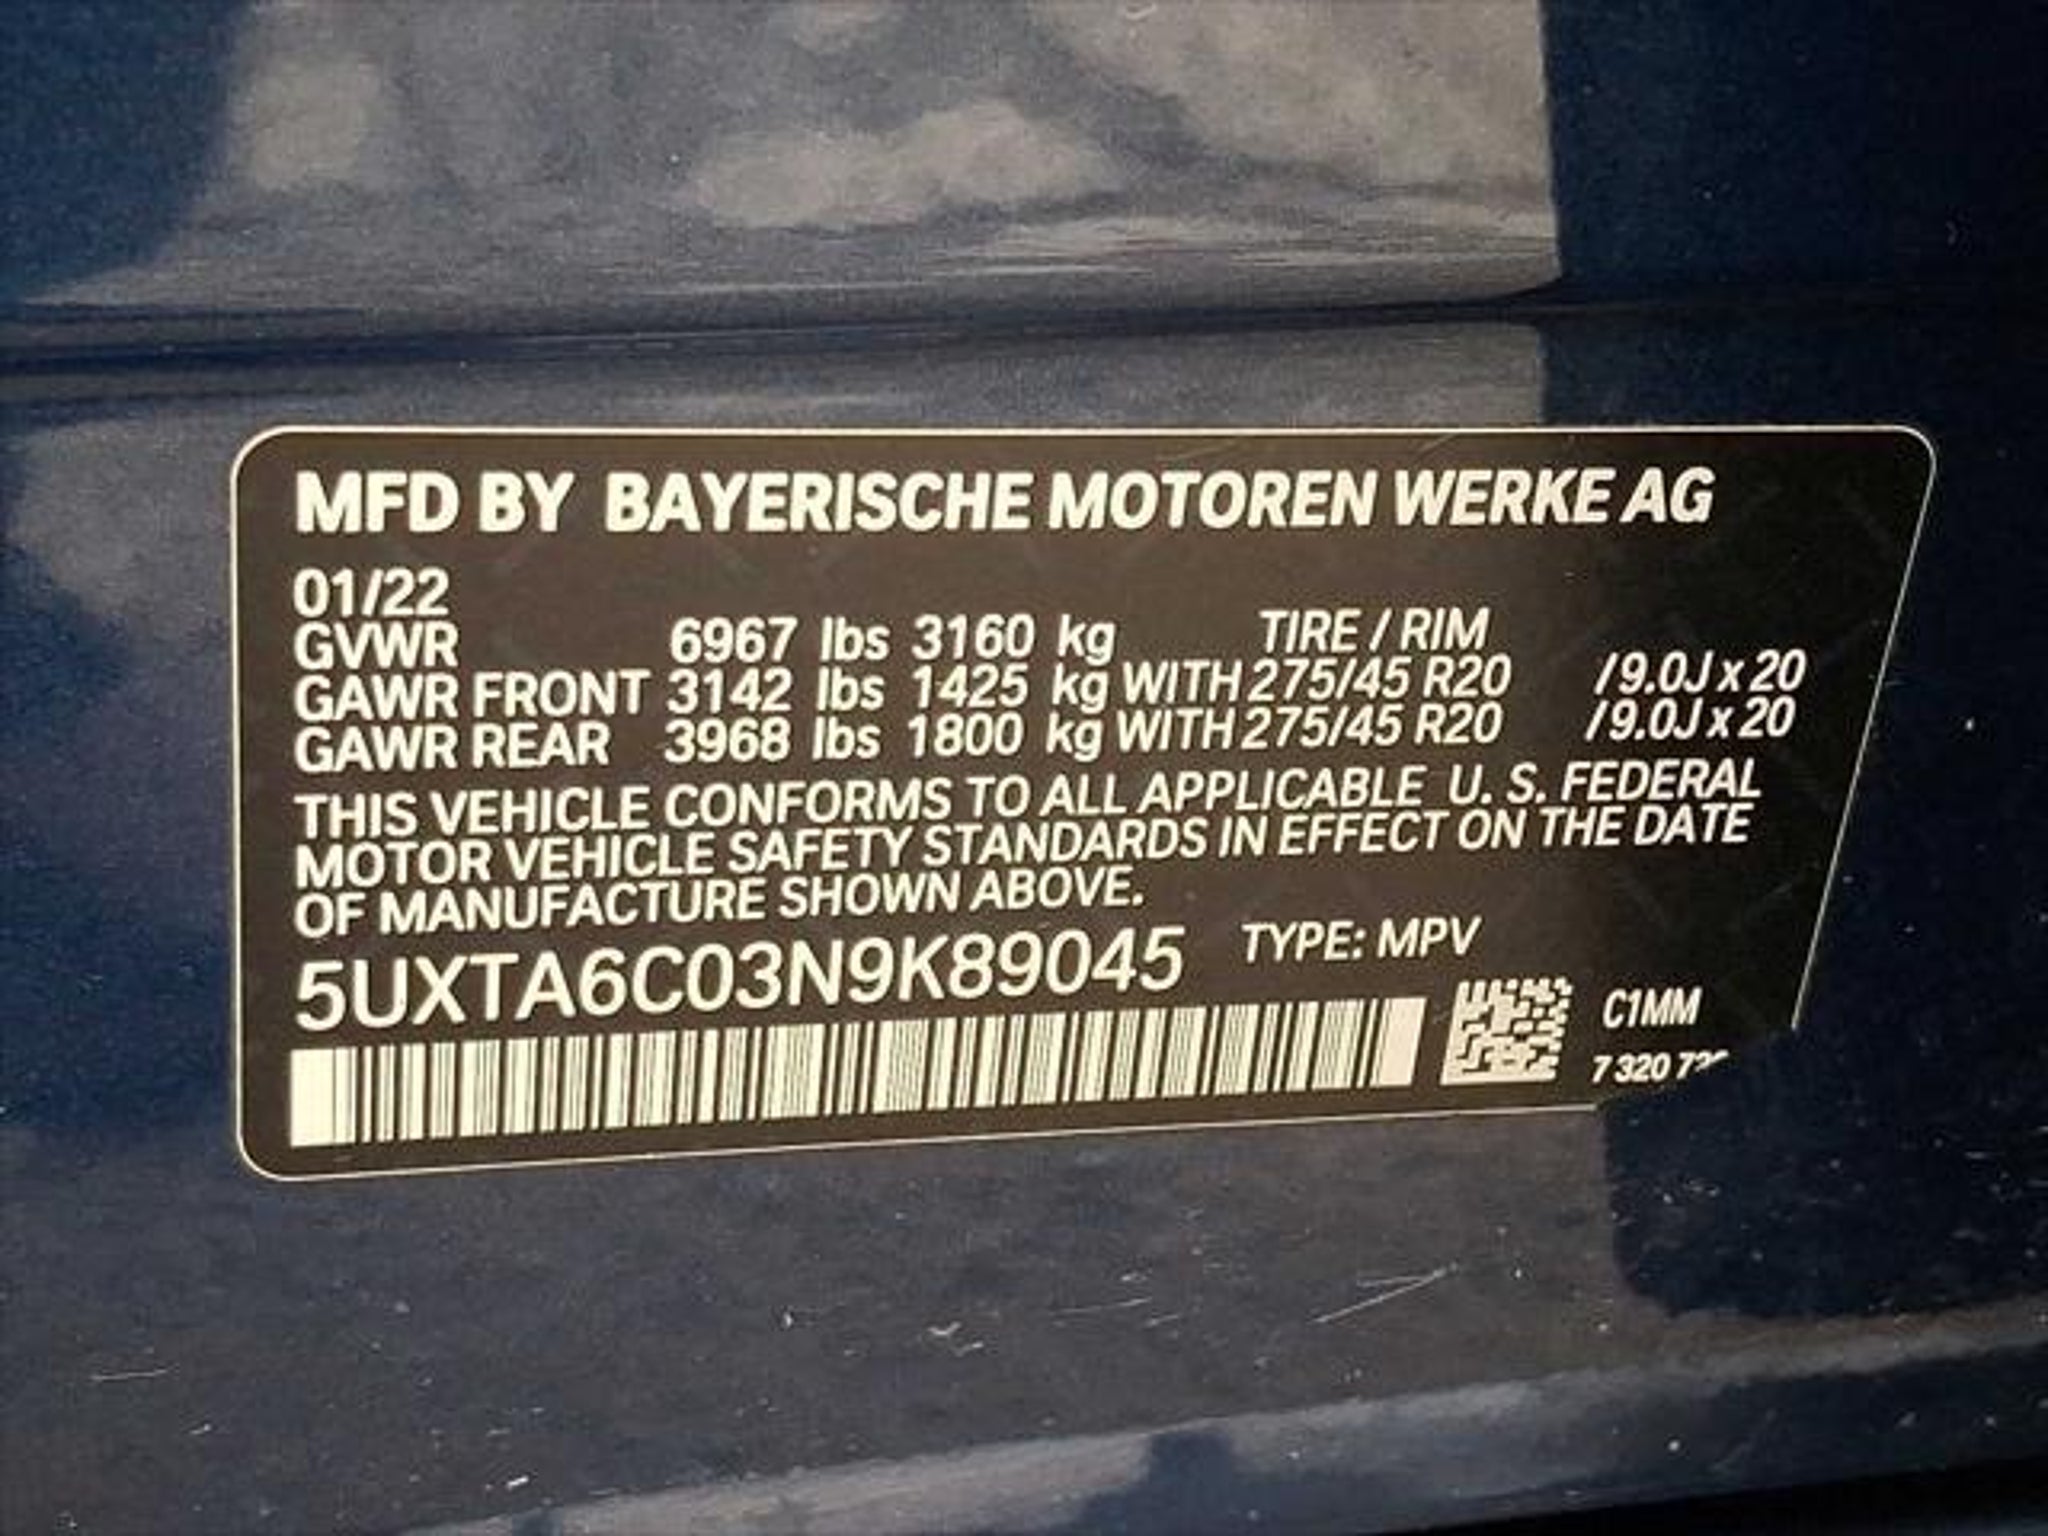 MFD BY BAYERISCHE MOTOREN WERKE AG
01/22
GVWR 6967 lbs 3160 kg TIRE / RIM
GAWR FRONT 3142 lbs 1425 kg WITH 275/45 R20 / 9.0J x 20
GAWR REAR 3968 lbs 1800 kg WITH 275/45 R20 / 9.0J x 20
THIS VEHICLE CONFORMS TO ALL APPLICABLE U. S. FEDERAL
MOTOR VEHICLE SAFETY STANDARDS IN EFFECT ON THE DATE
OF MANUFACTURE SHOWN ABOVE.
5UXTA6C03N9K89045 TYPE: MPV
C1MM
7 320